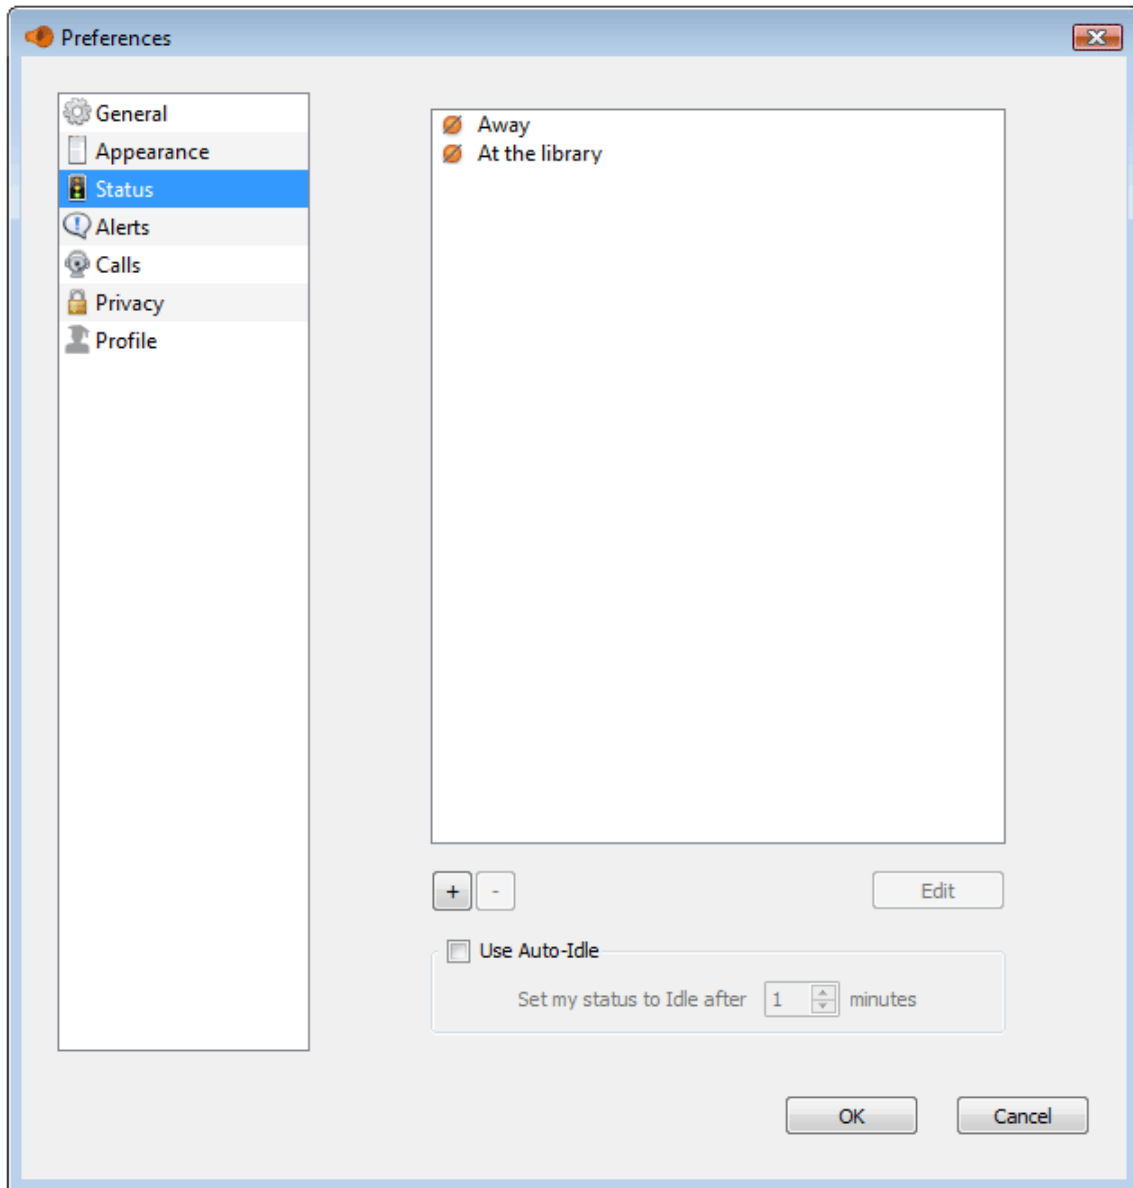 Preferences
General
Appearance
Status
Alerts
Calls
Privacy
Profile
Away
At the library
+ -
Edit
Use Auto-Idle
Set my status to Idle after 1 minutes
OK Cancel